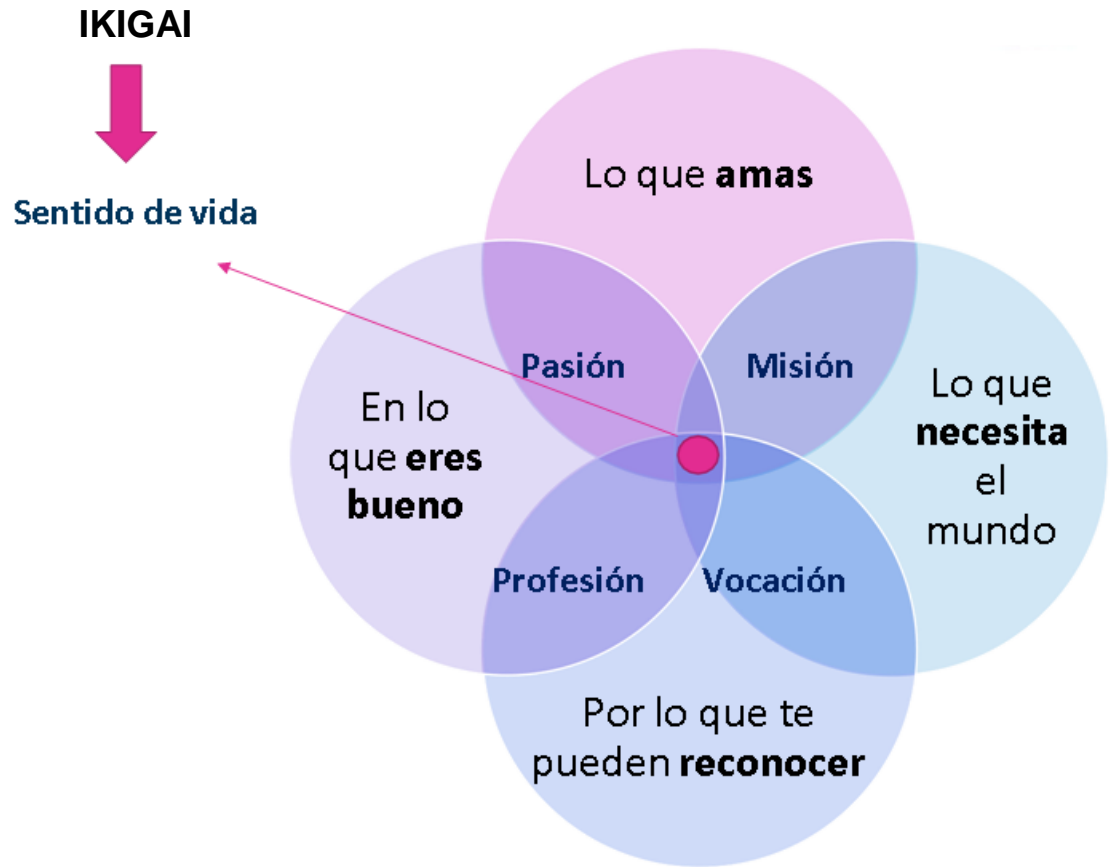 IKIGAI
Sentido de vida
Lo que amas
Pasión
Misión
En lo
que eres
bueno
Lo que
necesita
el
mundo
Profesión
Vocación
Por lo que te
pueden reconocer